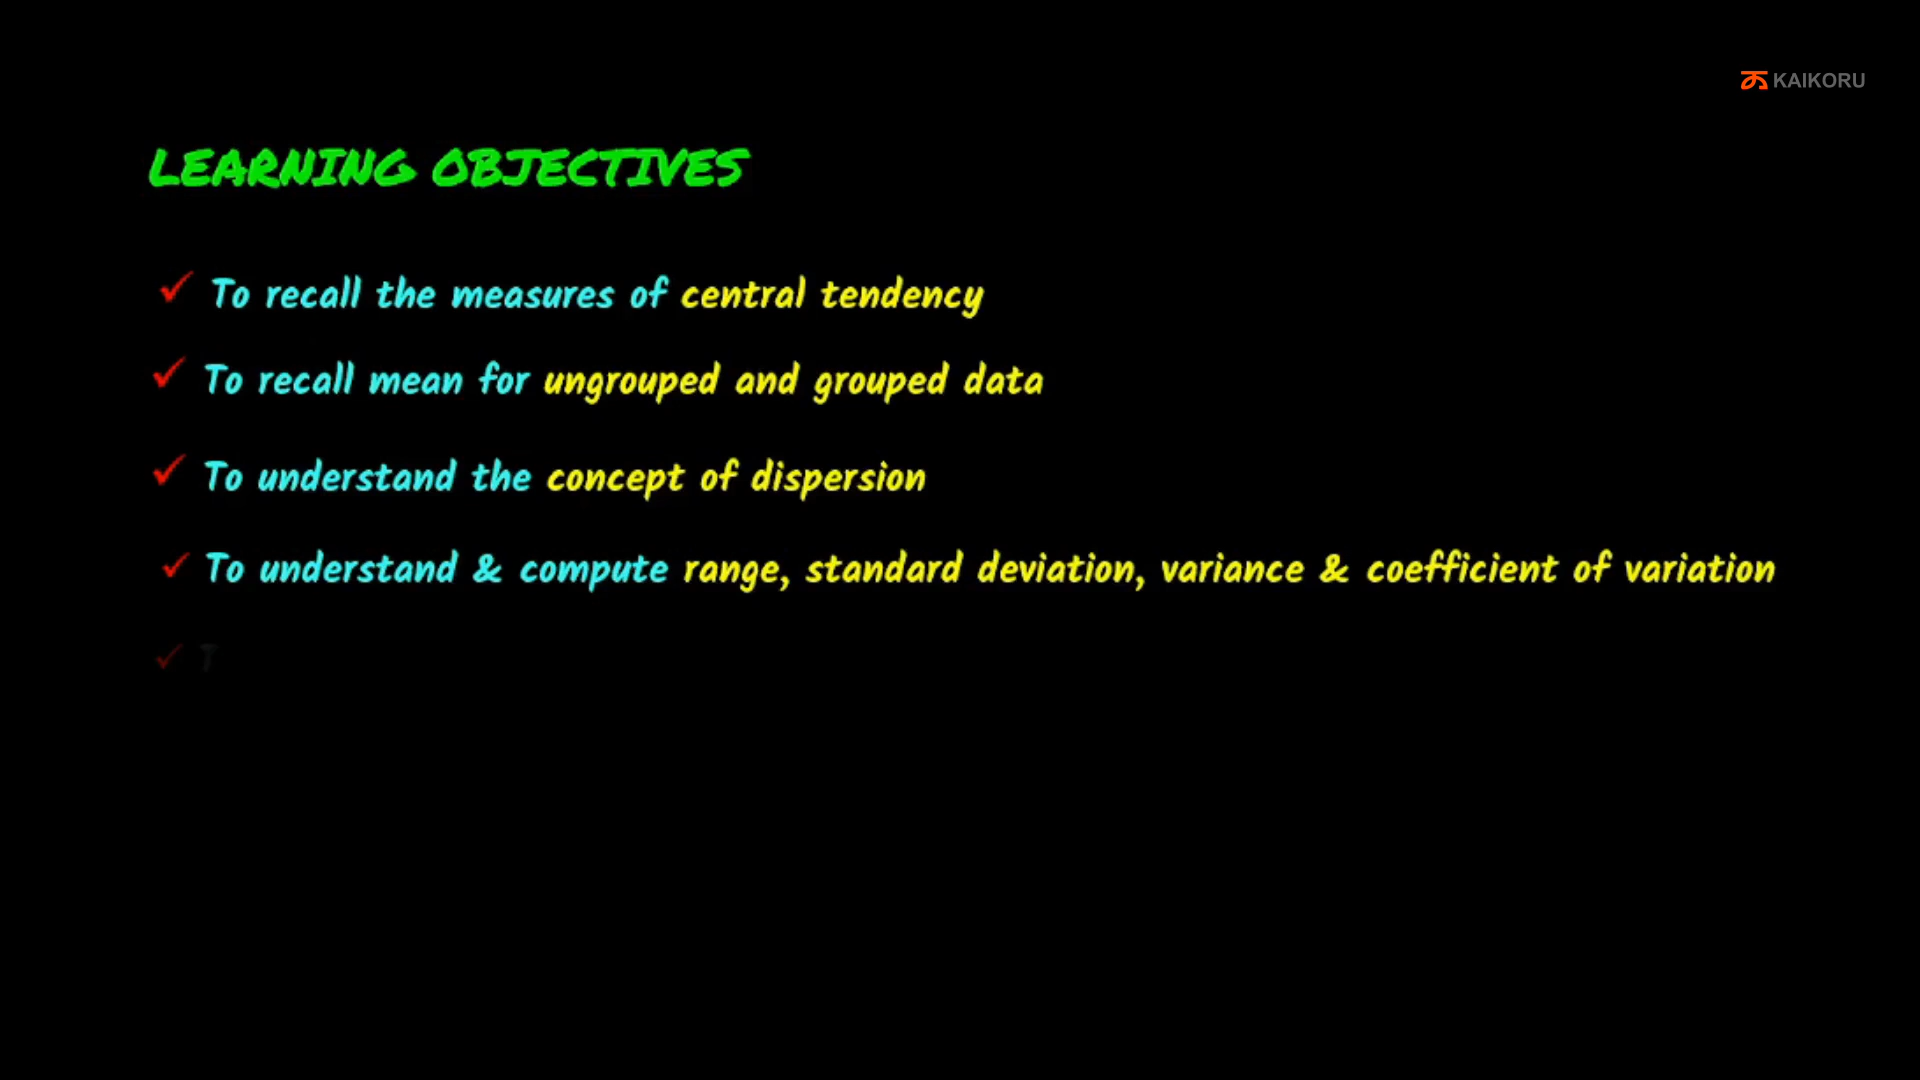 KAIKORU
LEARNING OBJECTIVES
✓ To recall the measures of central tendency
✓ To recall mean for ungrouped and grouped data
✓ To understand the concept of dispersion
✓ To understand & compute range, standard deviation, variance & coefficient of variation
✓ T